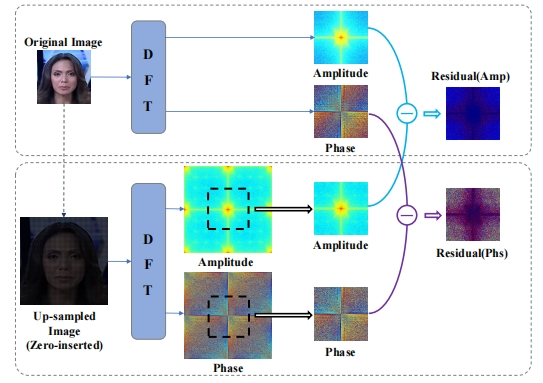 Original Image
D
F
T
Amplitude
Phase
Residual(Amp)
Up-sampled
Image
(Zero-inserted)
D
F
T
Amplitude
Phase
Amplitude
Phase
Residual(Phs)